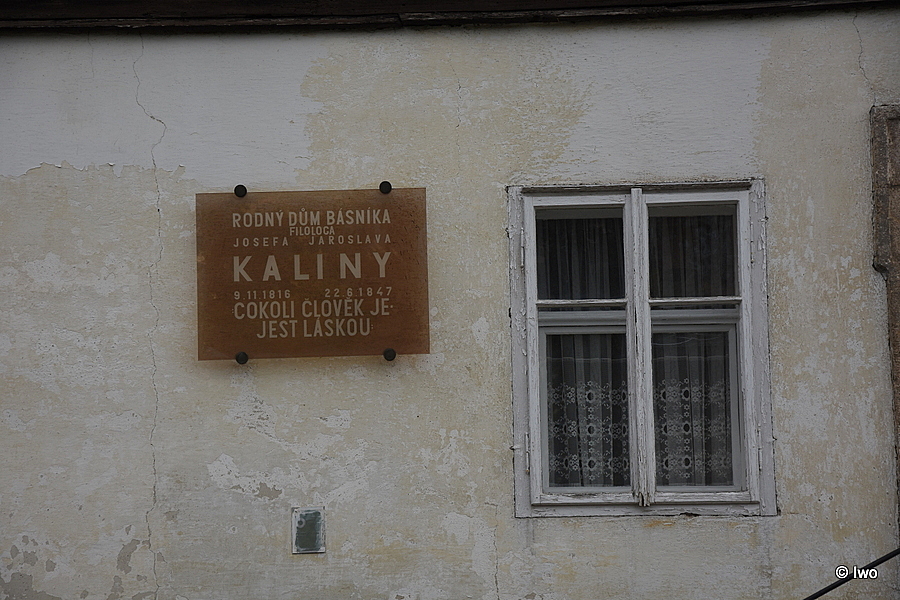 RODNÝ DŮM BÁSNÍKA
FILOLOGA
JOSEFA JAROSLAVA
KALINY
9.11.1816 22.6.1847
COKOLI ČLOVĚK JE-
JEST LÁSKOU
© Iwo